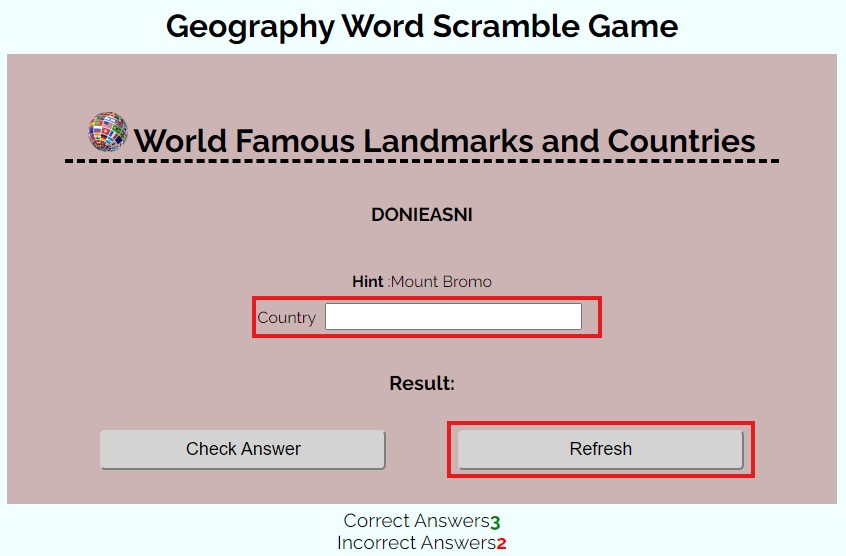 Geography Word Scramble Game
World Famous Landmarks and Countries
DONIEASNI
Hint :Mount Bromo
Country
Result:
Check Answer Refresh
Correct Answers3
Incorrect Answers2